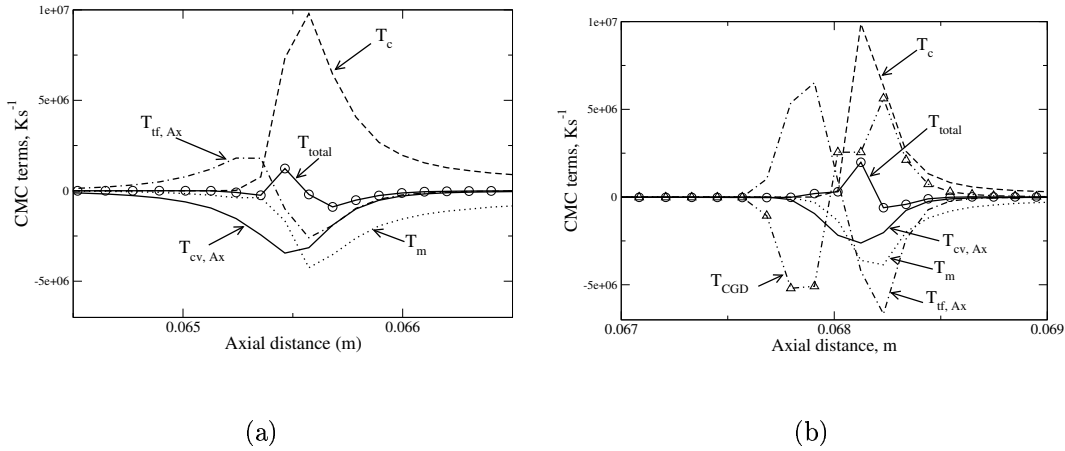 1e+07
5e+06
0
-5e+06
CMC terms, Ks⁻¹
T_c
T_tf, Ax
T_total
T_cv, Ax
T_m
0.065
0.066
Axial distance (m)
(a)
1e+07
5e+06
0
-5e+06
CMC terms, Ks⁻¹
T_c
T_total
T_cv, Ax
T_m
T_CGD
T_tf, Ax
0.067
0.068
0.069
Axial distance, m
(b)